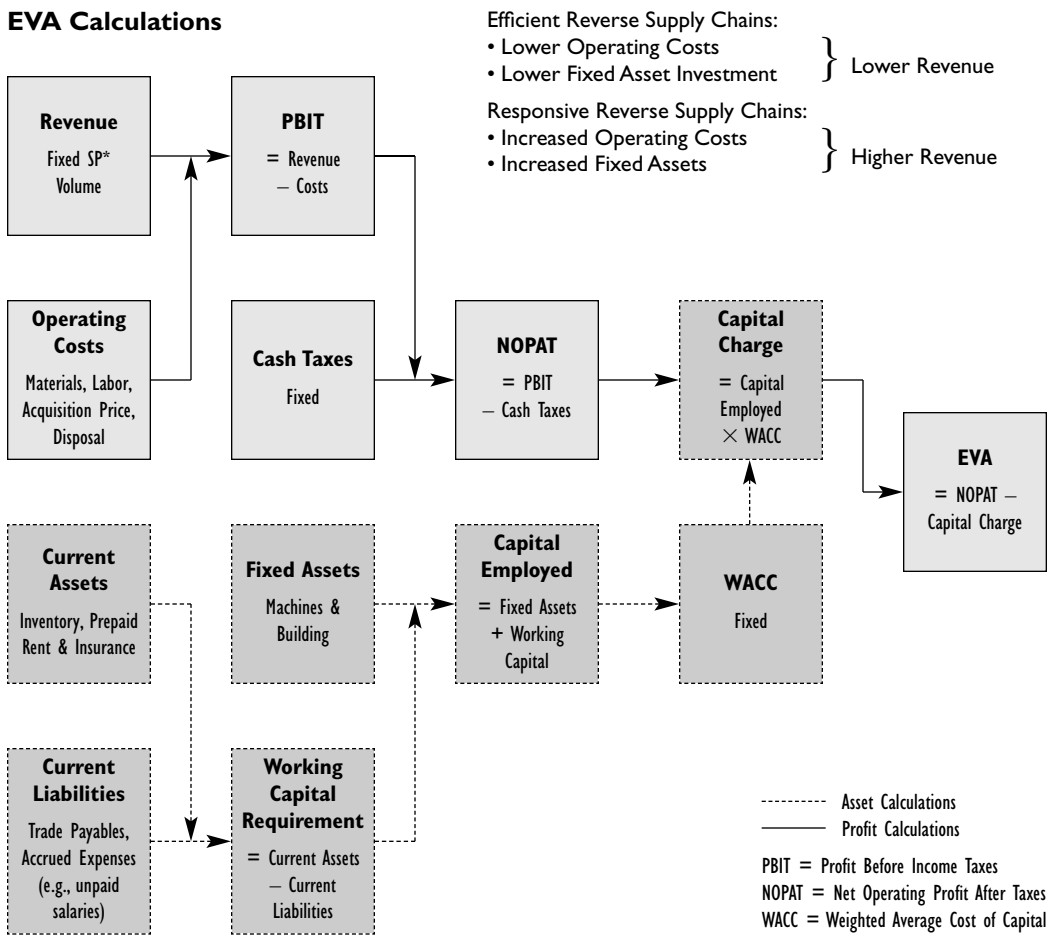 EVA Calculations
Efficient Reverse Supply Chains:
• Lower Operating Costs
• Lower Fixed Asset Investment
} Lower Revenue
Responsive Reverse Supply Chains:
• Increased Operating Costs
• Increased Fixed Assets
} Higher Revenue
Revenue
Fixed SP*
Volume
PBIT
= Revenue
– Costs
Operating
Costs
Materials, Labor,
Acquisition Price,
Disposal
Cash Taxes
Fixed
NOPAT
= PBIT
– Cash Taxes
Capital
Charge
= Capital
Employed
× WACC
EVA
= NOPAT –
Capital Charge
Current
Assets
Inventory, Prepaid
Rent & Insurance
Fixed Assets
Machines &
Building
Capital
Employed
= Fixed Assets
+ Working
Capital
WACC
Fixed
Current
Liabilities
Trade Payables,
Accrued Expenses
(e.g., unpaid
salaries)
Working
Capital
Requirement
= Current Assets
– Current
Liabilities
Asset Calculations
Profit Calculations
PBIT = Profit Before Income Taxes
NOPAT = Net Operating Profit After Taxes
WACC = Weighted Average Cost of Capital